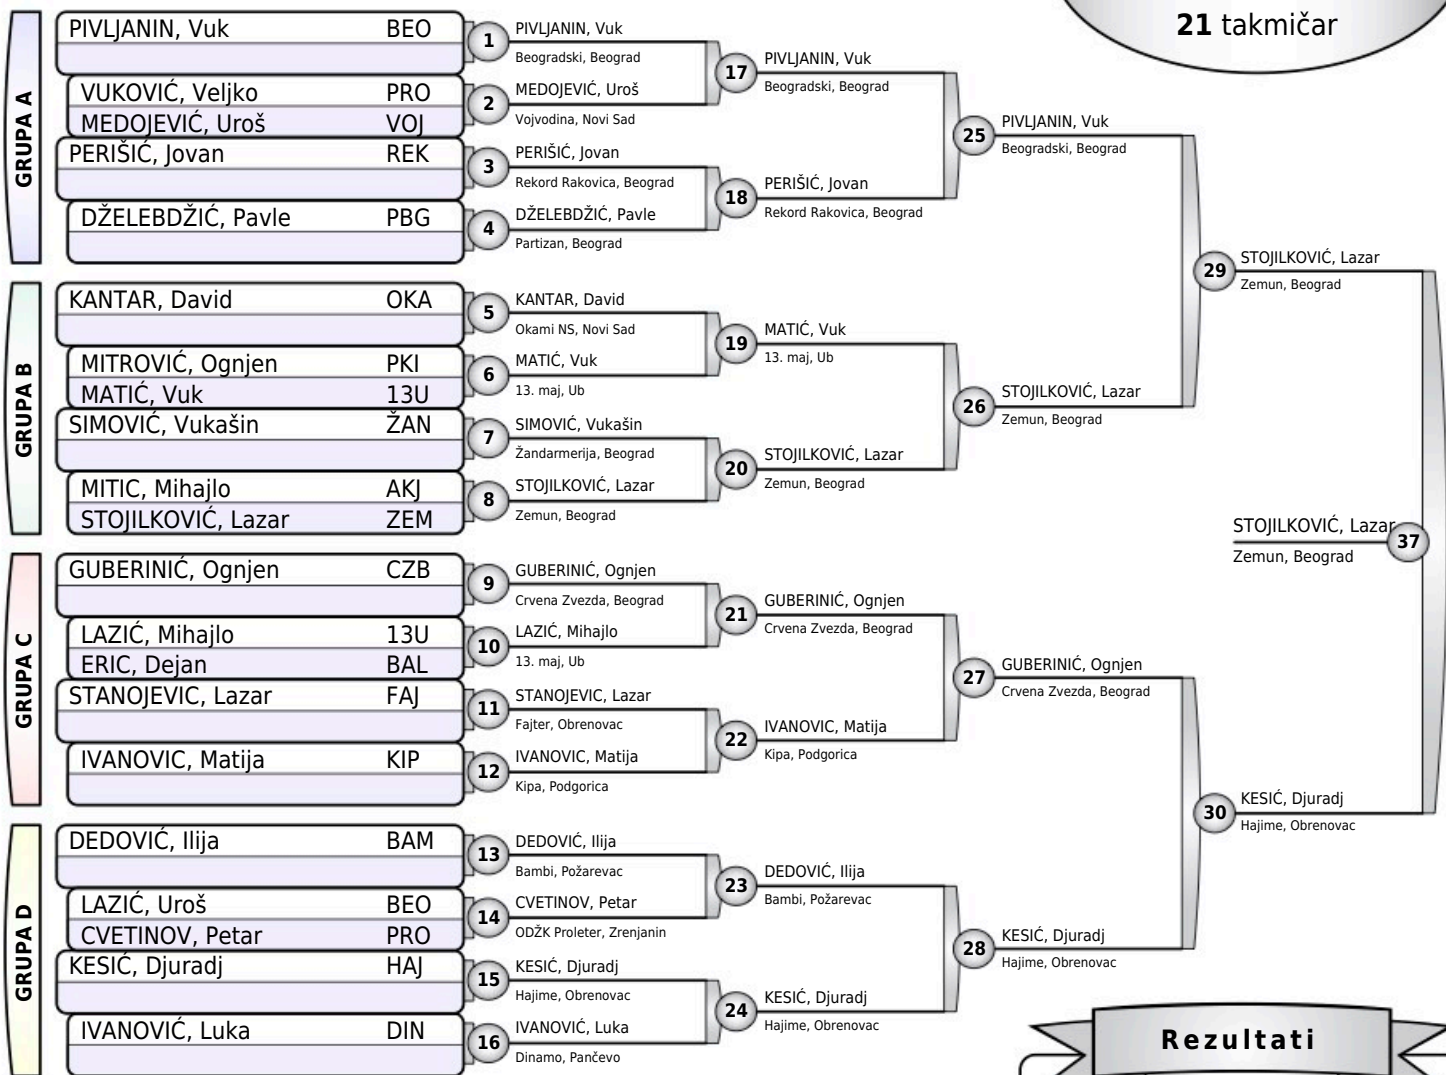 21 takmičar
GRUPA A
PIVLJANIN, Vuk BEO
VUKOVIĆ, Veljko PRO
MEDOJEVIĆ, Uroš VOJ
PERIŠIĆ, Jovan REK
DŽELEBDŽIĆ, Pavle PBG
GRUPA B
KANTAR, David OKA
MITROVIĆ, Ognjen PKI
MATIĆ, Vuk 13U
SIMOVIĆ, Vukašin ŽAN
MITIC, Mihajlo AKJ
STOJILKOVIĆ, Lazar ZEM
GRUPA C
GUBERINIĆ, Ognjen CZB
LAZIĆ, Mihajlo 13U
ERIC, Dejan BAL
STANOJEVIC, Lazar FAJ
IVANOVIC, Matija KIP
GRUPA D
DEDOVIĆ, Ilija BAM
LAZIĆ, Uroš BEO
CVETINOV, Petar PRO
KESIĆ, Djuradj HAJ
IVANOVIĆ, Luka DIN
1 PIVLJANIN, Vuk
Beogradski, Beograd
2 MEDOJEVIĆ, Uroš
Vojvodina, Novi Sad
3 PERIŠIĆ, Jovan
Rekord Rakovica, Beograd
4 DŽELEBDŽIĆ, Pavle
Partizan, Beograd
5 KANTAR, David
Okami NS, Novi Sad
6 MATIĆ, Vuk
13. maj, Ub
7 SIMOVIĆ, Vukašin
Žandarmerija, Beograd
8 STOJILKOVIĆ, Lazar
Zemun, Beograd
9 GUBERINIĆ, Ognjen
Crvena Zvezda, Beograd
10 LAZIĆ, Mihajlo
13. maj, Ub
11 STANOJEVIC, Lazar
Fajter, Obrenovac
12 IVANOVIC, Matija
Kipa, Podgorica
13 DEDOVIĆ, Ilija
Bambi, Požarevac
14 CVETINOV, Petar
ODŽK Proleter, Zrenjanin
15 KESIĆ, Djuradj
Hajime, Obrenovac
16 IVANOVIĆ, Luka
Dinamo, Pančevo
17 PIVLJANIN, Vuk
Beogradski, Beograd
18 PERIŠIĆ, Jovan
Rekord Rakovica, Beograd
19 MATIĆ, Vuk
13. maj, Ub
20 STOJILKOVIĆ, Lazar
Zemun, Beograd
21 GUBERINIĆ, Ognjen
Crvena Zvezda, Beograd
22 IVANOVIC, Matija
Kipa, Podgorica
23 DEDOVIĆ, Ilija
Bambi, Požarevac
24 KESIĆ, Djuradj
Hajime, Obrenovac
25 PIVLJANIN, Vuk
Beogradski, Beograd
26 STOJILKOVIĆ, Lazar
Zemun, Beograd
27 GUBERINIĆ, Ognjen
Crvena Zvezda, Beograd
28 KESIĆ, Djuradj
Hajime, Obrenovac
29 STOJILKOVIĆ, Lazar
Zemun, Beograd
30 KESIĆ, Djuradj
Hajime, Obrenovac
STOJILKOVIĆ, Lazar 37
Zemun, Beograd
Rezultati